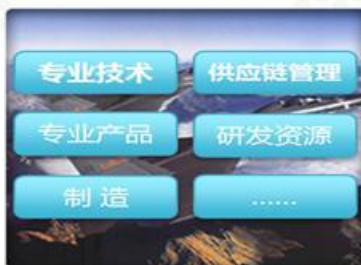 专业技术
供应链管理
专业产品
研发资源
制造
......